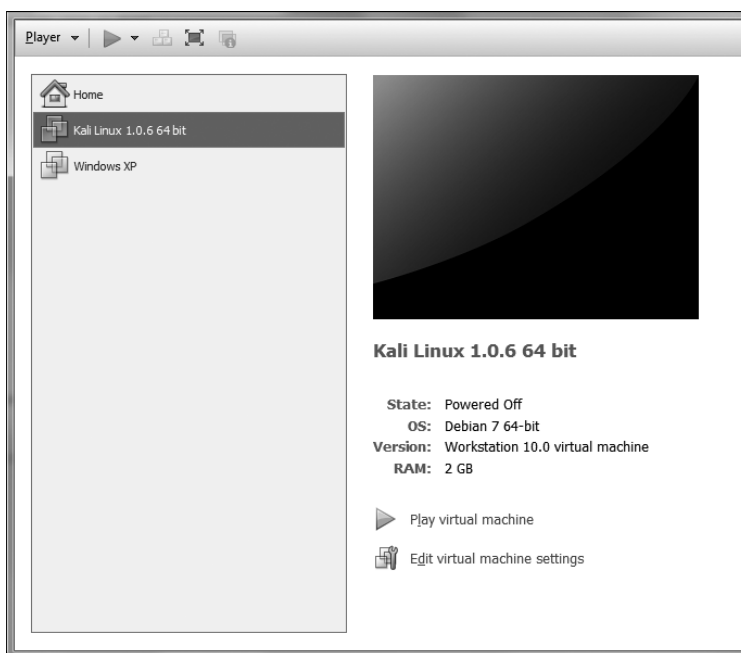 Player
Home
Kali Linux 1.0.6 64 bit
Windows XP
Kali Linux 1.0.6 64 bit
State: Powered Off
OS: Debian 7 64-bit
Version: Workstation 10.0 virtual machine
RAM: 2 GB
Play virtual machine
Edit virtual machine settings